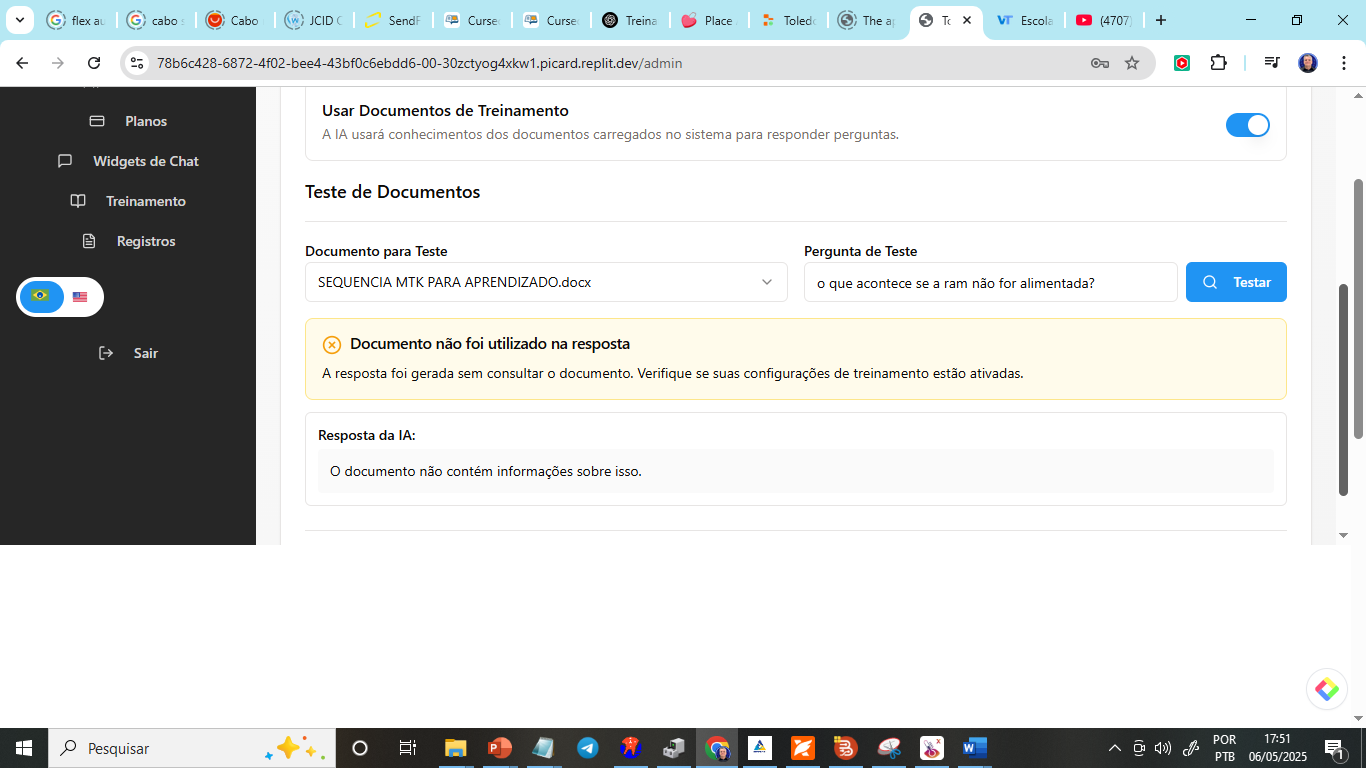 flex au
cabo s
Cabo
JCID C
SendF
Curse
Curse
Treina
Place
Toled
The ap
To
Escola
(4707)
78b6c428-6872-4f02-bee4-43bf0c6ebdd6-00-30zctyog4xkw1.picard.replit.dev/admin
Planos
Widgets de Chat
Treinamento
Registros
Sair
Usar Documentos de Treinamento
A IA usará conhecimentos dos documentos carregados no sistema para responder perguntas.
Teste de Documentos
Documento para Teste
Pergunta de Teste
SEQUENCIA MTK PARA APRENDIZADO.docx
o que acontece se a ram não for alimentada?
Testar
Documento não foi utilizado na resposta
A resposta foi gerada sem consultar o documento. Verifique se suas configurações de treinamento estão ativadas.
Resposta da IA:
O documento não contém informações sobre isso.
Pesquisar
POR
PTB
17:51
06/05/2025
1